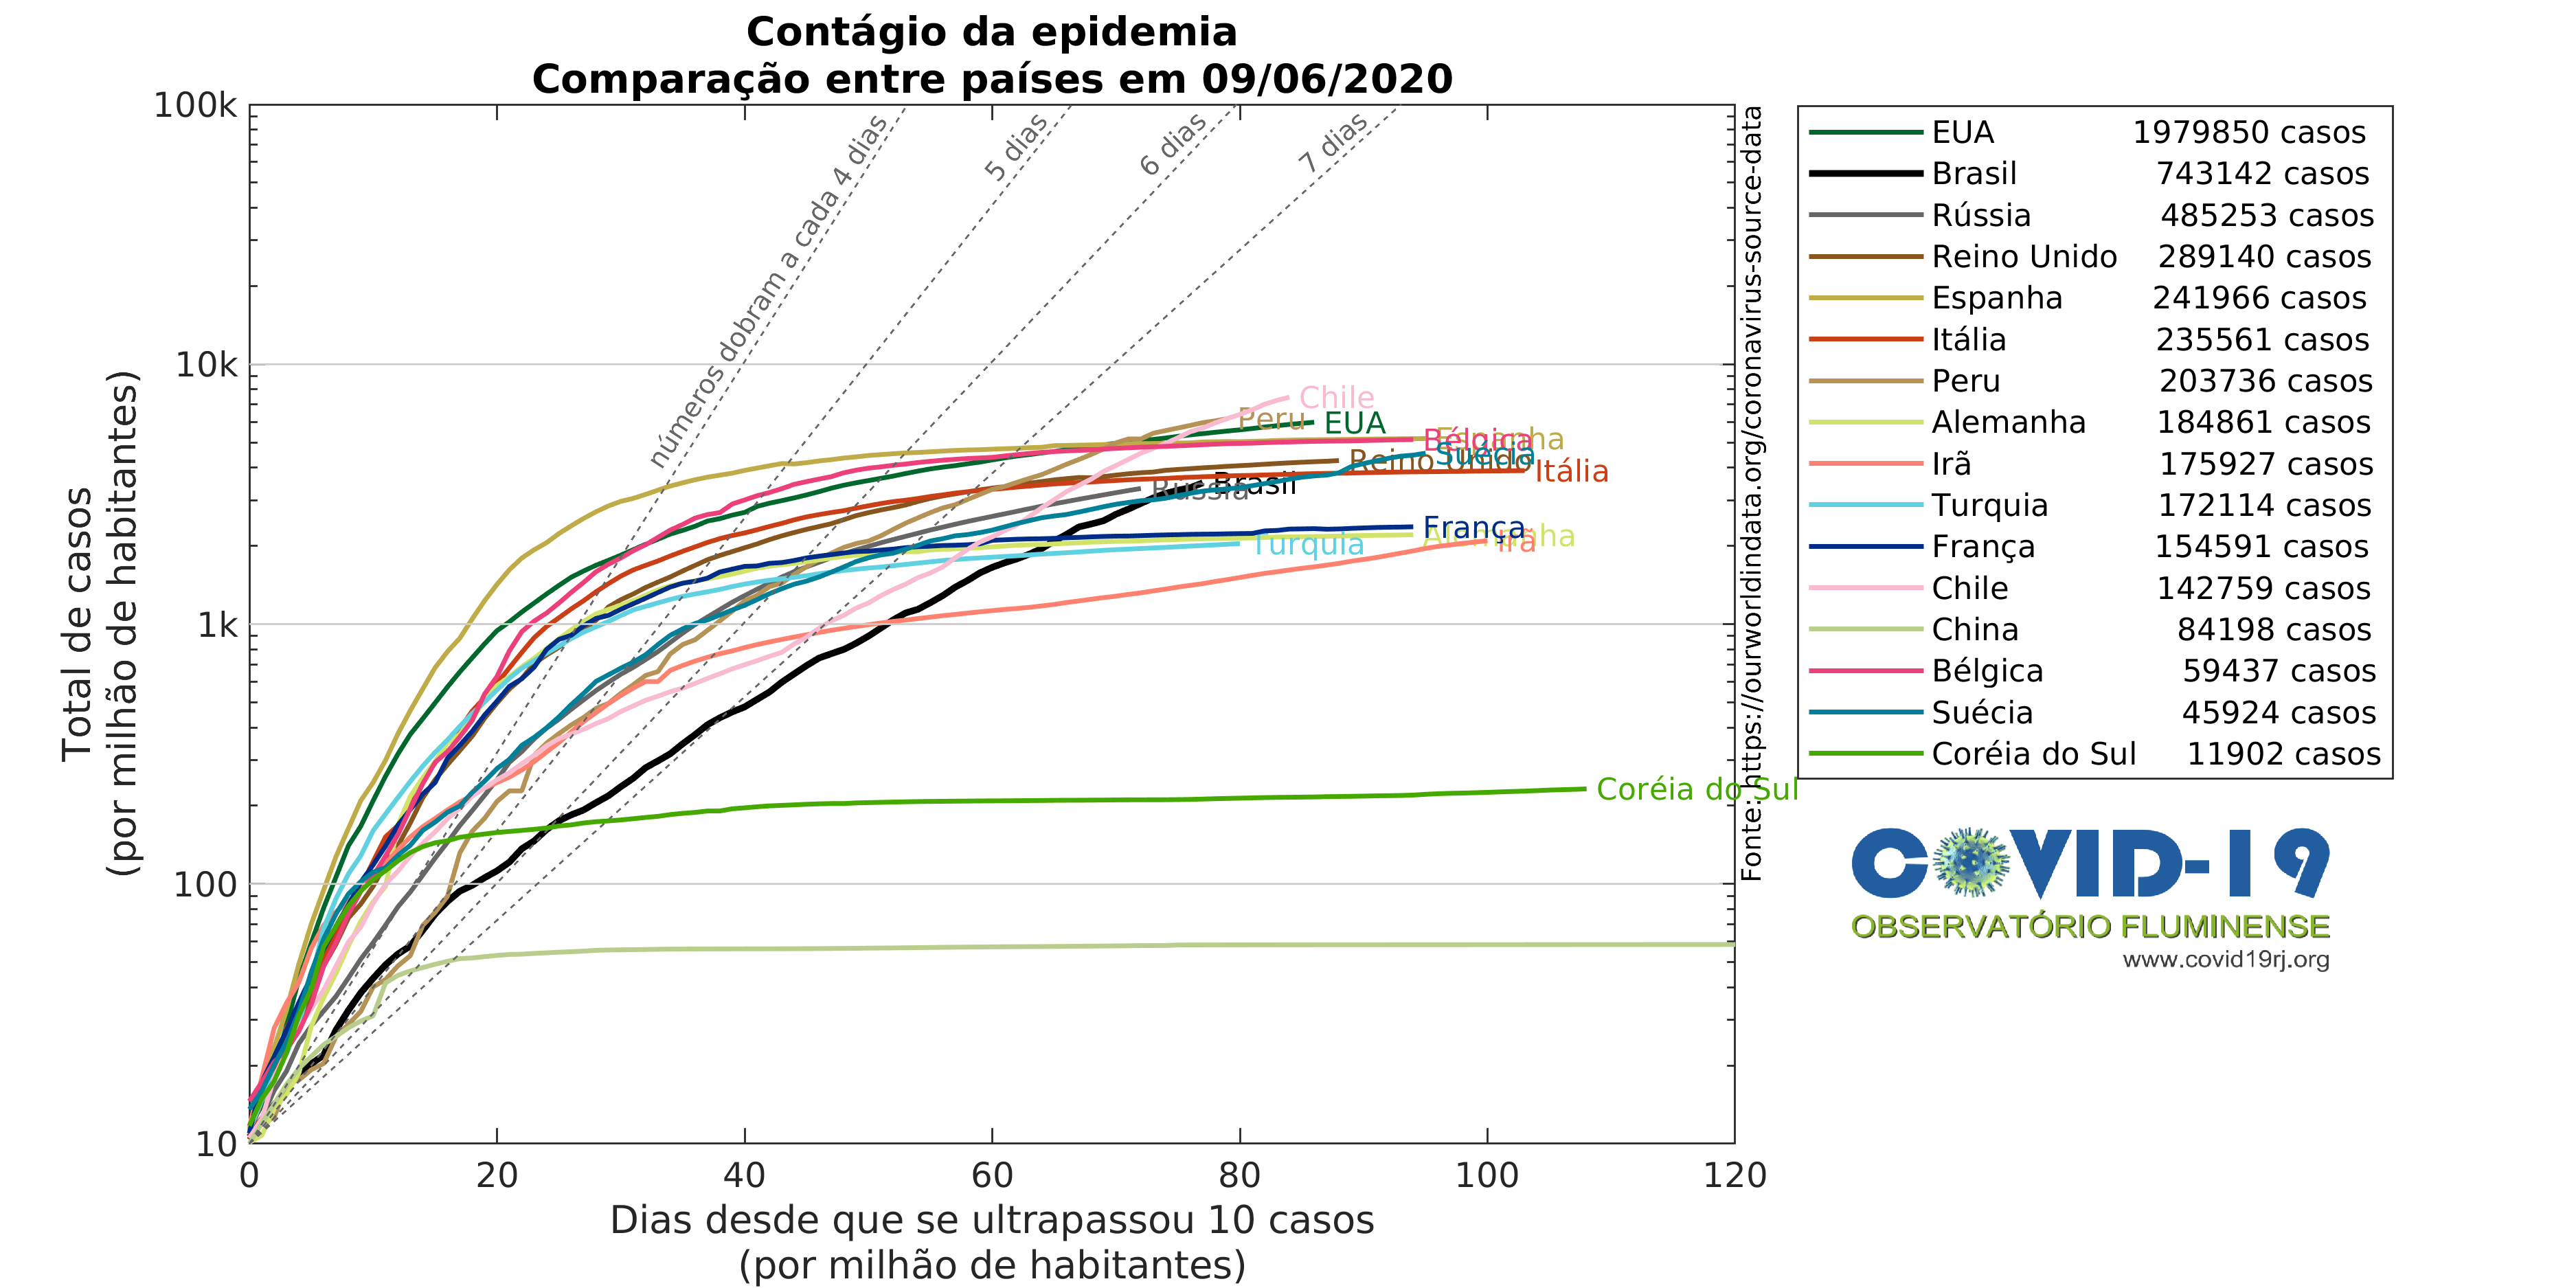 Contágio da epidemia
Comparação entre países em 09/06/2020
Total de casos
(por milhão de habitantes)
100k
10k
1k
100
10
0 20 40 60 80 100 120
Dias desde que se ultrapassou 10 casos
(por milhão de habitantes)
números dobram a cada 4 dias
5 dias
6 dias
7 dias
Chile
Peru
EUA
Espanha
Bélgica
Suécia
Reino Unido
Itália
Brasil
Rússia
França
Alemanha
Irã
Turquia
Coréia do Sul
Fonte: https://ourworldindata.org/coronavirus-source-data
EUA 1979850 casos
Brasil 743142 casos
Rússia 485253 casos
Reino Unido 289140 casos
Espanha 241966 casos
Itália 235561 casos
Peru 203736 casos
Alemanha 184861 casos
Irã 175927 casos
Turquia 172114 casos
França 154591 casos
Chile 142759 casos
China 84198 casos
Bélgica 59437 casos
Suécia 45924 casos
Coréia do Sul 11902 casos
COVID-19
OBSERVATÓRIO FLUMINENSE
www.covid19rj.org